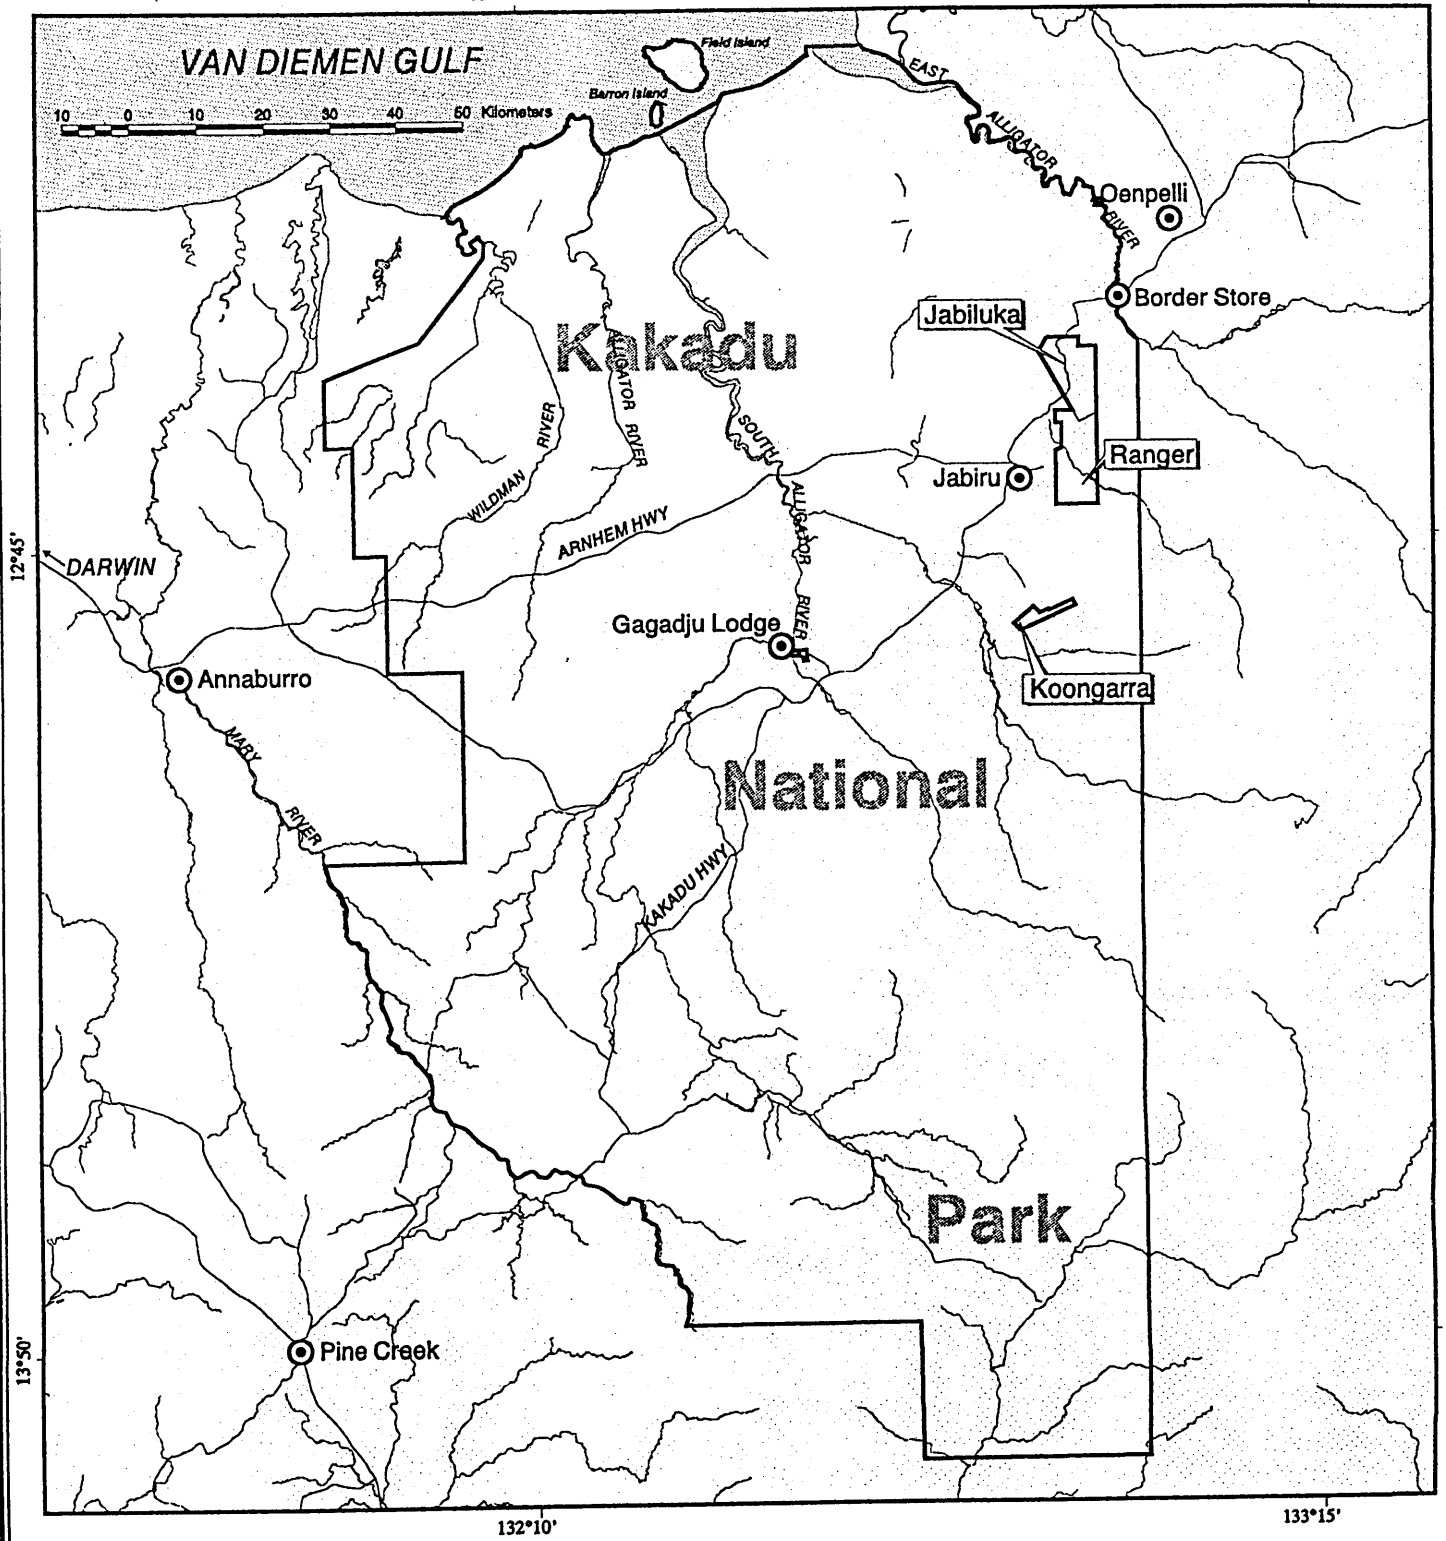 VAN DIEMEN GULF
Field Island
Barron Island
10 0 10 20 30 40 50 Kilometers
EAST
ALLIGATOR
RIVER
Oenpelli
Border Store
Jabiluka
Kakadu
ALLIGATOR RIVER
SOUTH
ALLIGATOR
RIVER
WILDMAN
RIVER
Ranger
Jabiru
ARNHEM HWY
12°45'
DARWIN
Gagadju Lodge
Annaburro
Koongarra
MARY
RIVER
National
KAKADU HWY
Park
Pine Creek
13°50'
132°10'
133°15'